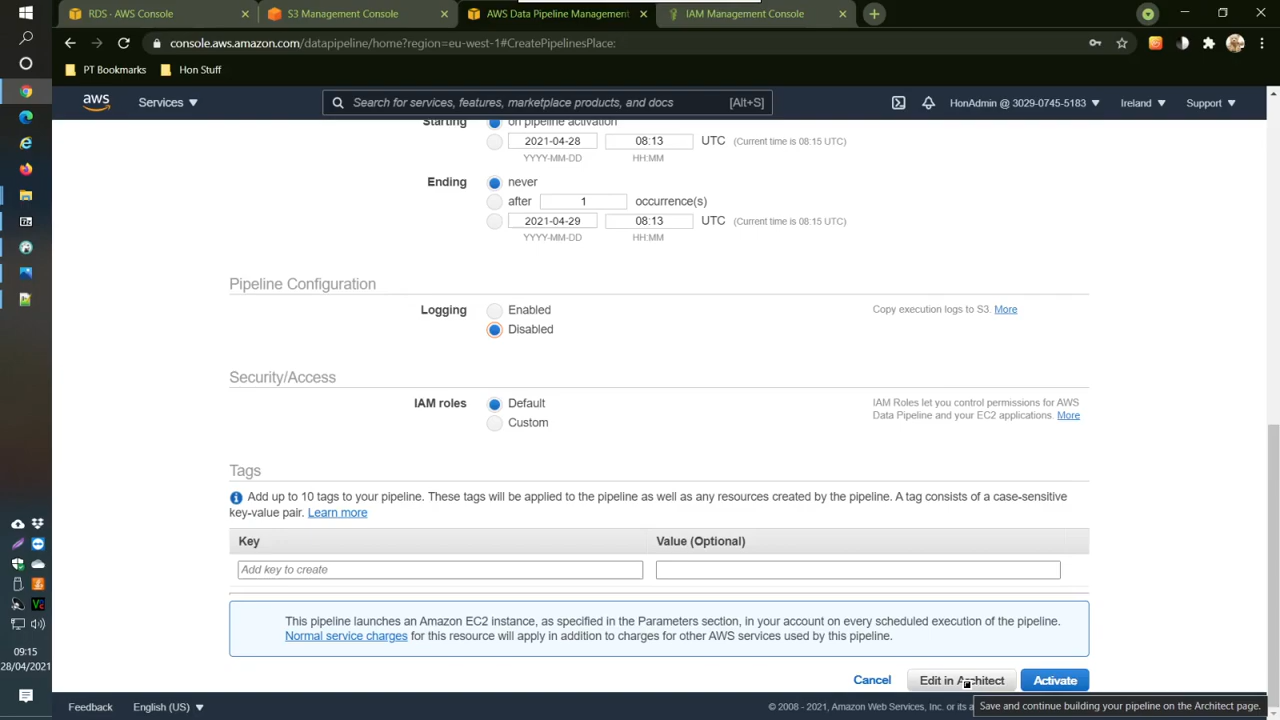 RDS - AWS Console
S3 Management Console
AWS Data Pipeline Management
IAM Management Console
console.aws.amazon.com/datapipeline/home?region=eu-west-1#CreatePipelinesPlace:
PT Bookmarks
Hon Stuff
aws
Services
Search for services, features, marketplace products, and docs
[Alt+S]
HonAdmin @ 3029-0745-5183
Ireland
Support
Starting
on pipeline activation
2021-04-28
08:13
UTC
(Current time is 08:15 UTC)
YYYY-MM-DD
HH:MM
Ending
never
after
1
occurrence(s)
2021-04-29
08:13
UTC
(Current time is 08:15 UTC)
YYYY-MM-DD
HH:MM
Pipeline Configuration
Logging
Enabled
Copy execution logs to S3. More
Disabled
Security/Access
IAM roles
Default
Custom
IAM Roles let you control permissions for AWS
Data Pipeline and your EC2 applications. More
Tags
Add up to 10 tags to your pipeline. These tags will be applied to the pipeline as well as any resources created by the pipeline. A tag consists of a case-sensitive
key-value pair. Learn more
Key
Value (Optional)
Add key to create
This pipeline launches an Amazon EC2 instance, as specified in the Parameters section, in your account on every scheduled execution of the pipeline.
Normal service charges for this resource will apply in addition to charges for other AWS services used by this pipeline.
Cancel
Edit in Architect
Activate
09:15
28/04/2021
Feedback
English (US)
© 2008 - 2021, Amazon Web Services, Inc. or its a
Save and continue building your pipeline on the Architect page.